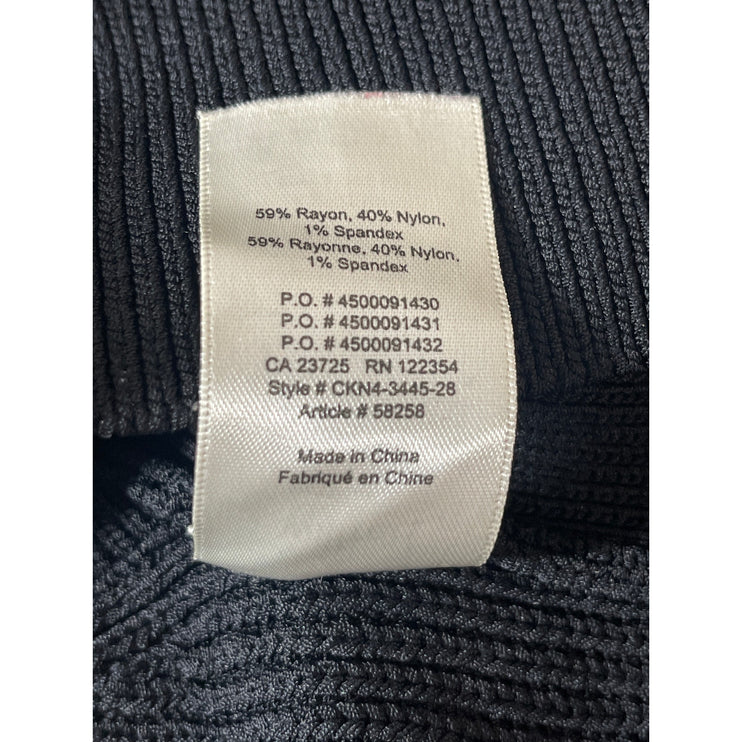 59% Rayon, 40% Nylon,
1% Spandex
59% Rayonne, 40% Nylon,
1% Spandex
P.O. # 4500091430
P.O. # 4500091431
P.O. # 4500091432
CA 23725 RN 122354
Style # CKN4-3445-28
Article # 58258
Made in China
Fabriqué en Chine